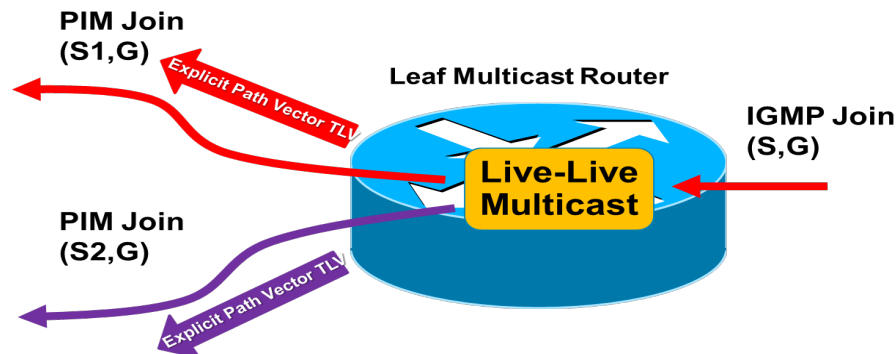 PIM Join
(S1,G)
Explicit Path Vector TLV
Leaf Multicast Router
IGMP Join
(S,G)
Live-Live
Multicast
PIM Join
(S2,G)
Explicit Path Vector TLV